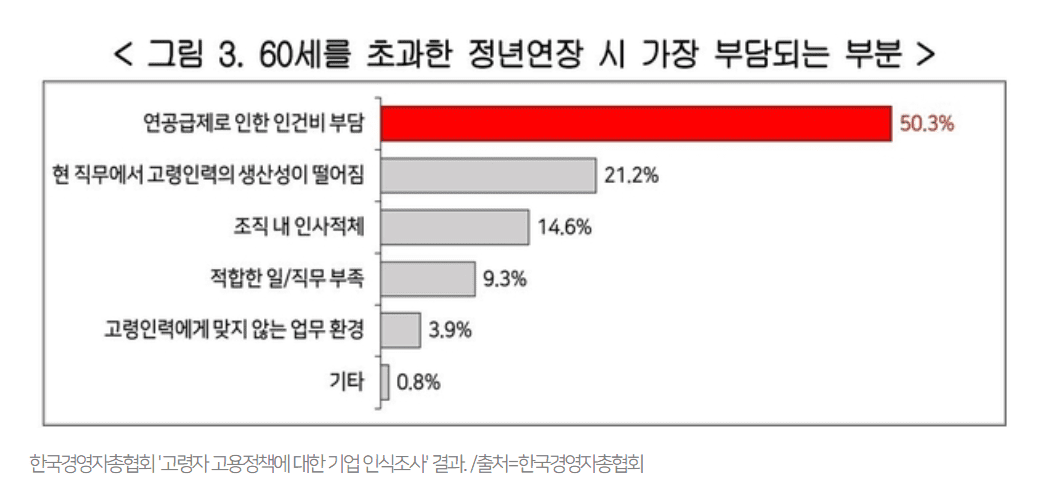 < 그림 3. 60세를 초과한 정년연장 시 가장 부담되는 부분 >
연공급제로 인한 인건비 부담 50.3%
현 직무에서 고령인력의 생산성이 떨어짐 21.2%
조직 내 인사적체 14.6%
적합한 일/직무 부족 9.3%
고령인력에게 맞지 않는 업무 환경 3.9%
기타 0.8%
한국경영자총협회 '고령자 고용정책에 대한 기업 인식조사' 결과. /출처=한국경영자총협회